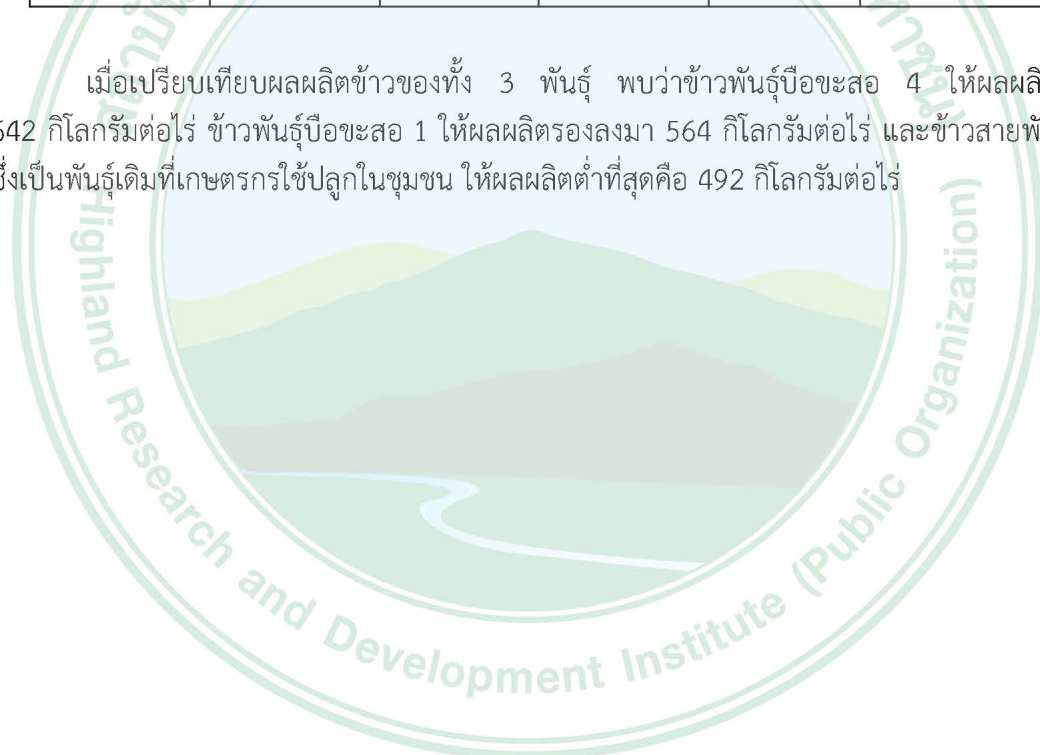 เมื่อเปรียบเทียบผลผลิตข้าวของทั้ง 3 พันธุ์ พบว่าข้าวพันธุ์บือขะสอ 4 ให้
642 กิโลกรัมต่อไร่ ข้าวพันธุ์บือขะสอ 1 ให้ผลผลิตรองลงมา 564 กิโลกรัมต่อไร่ และข้าว
ซึ่งเป็นพันธุ์เดิมที่เกษตรกรใช้ปลูกในชุมชน ให้ผลผลิตต่ำที่สุดคือ 492 กิโลกรัมต่อไร่
Highland Research and Development Institute (Public Organization)